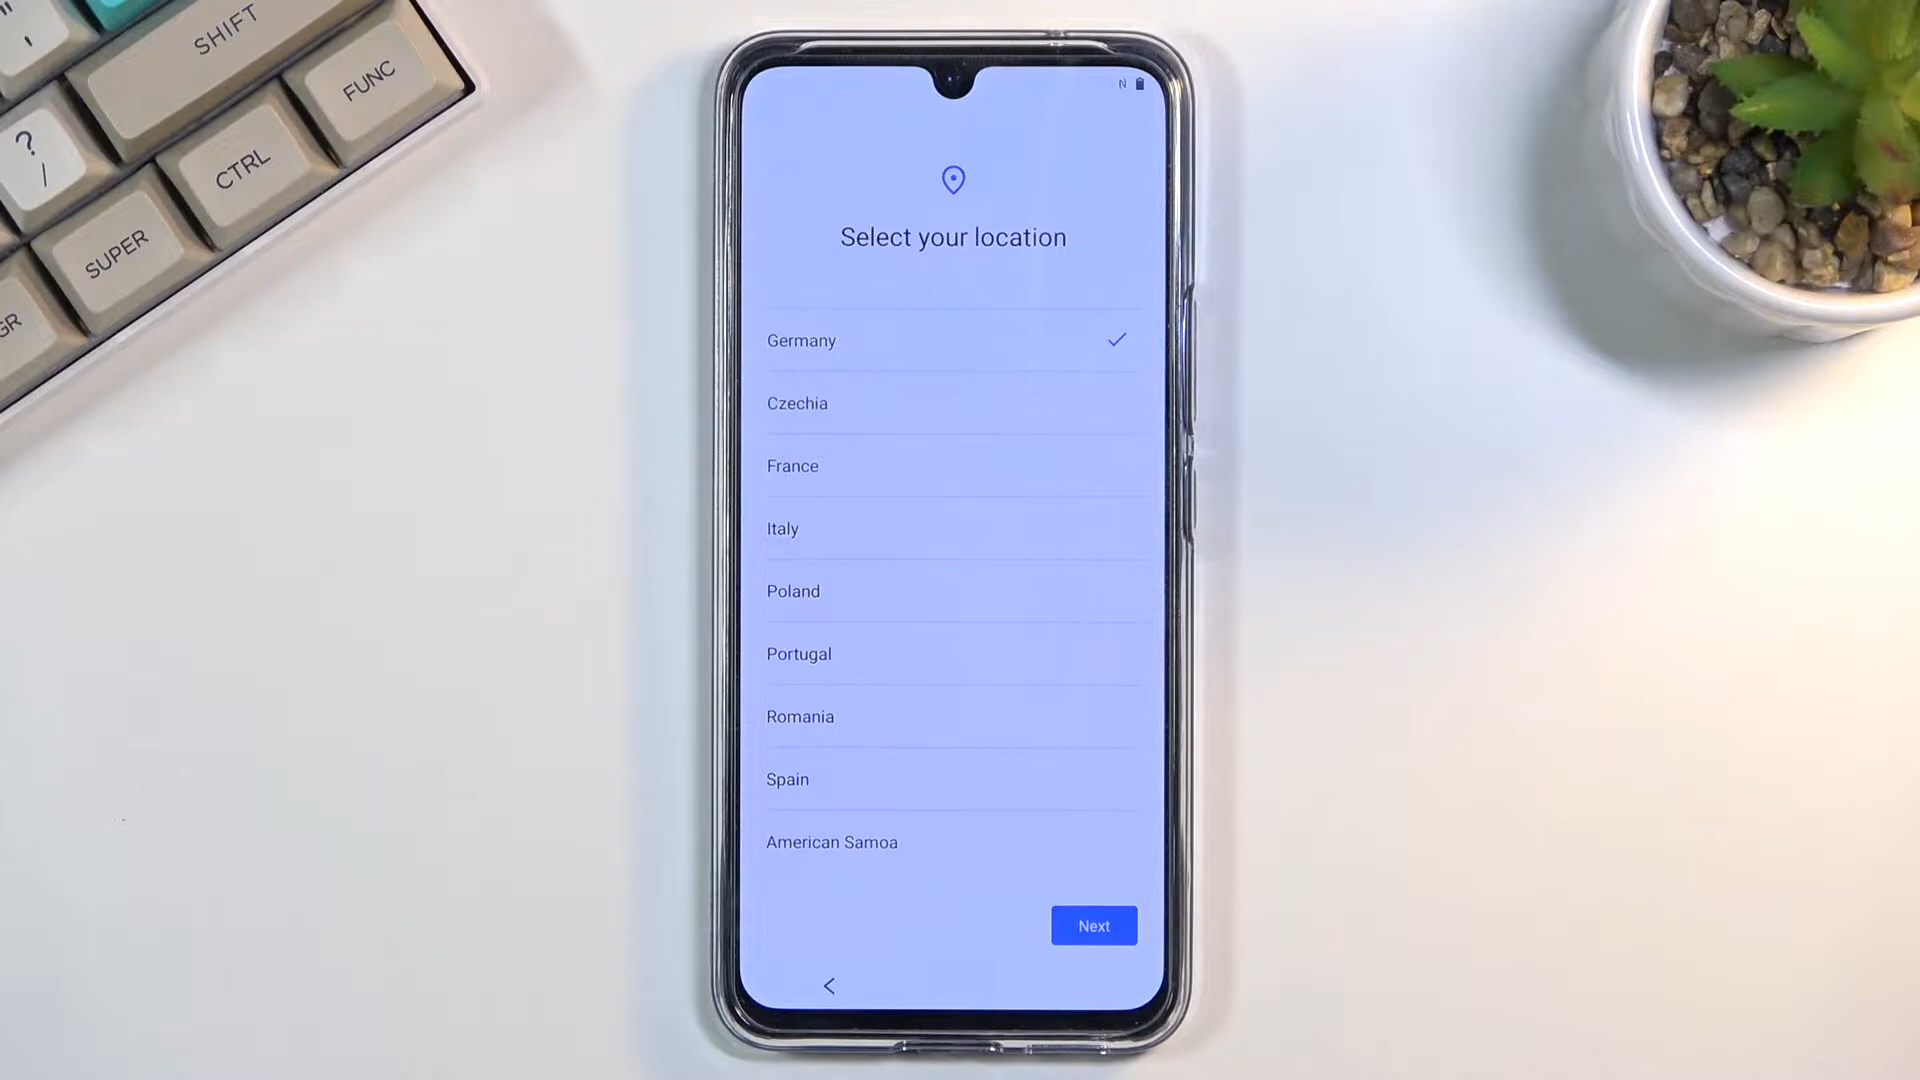 "
,
SHIFT
FUNC
?
/
CTRL
SUPER
GR
N
Select your location
Germany
Czechia
France
Italy
Poland
Portugal
Romania
Spain
American Samoa
Next